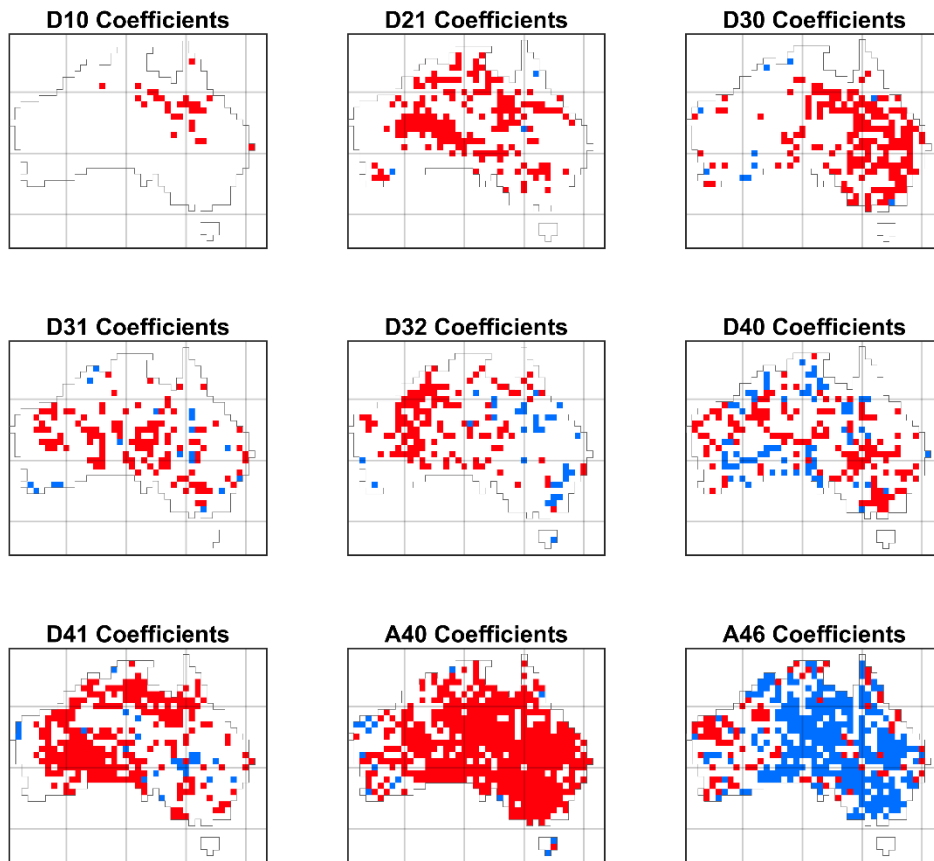 D10 Coefficients
D21 Coefficients
D30 Coefficients
D31 Coefficients
D32 Coefficients
D40 Coefficients
D41 Coefficients
A40 Coefficients
A46 Coefficients